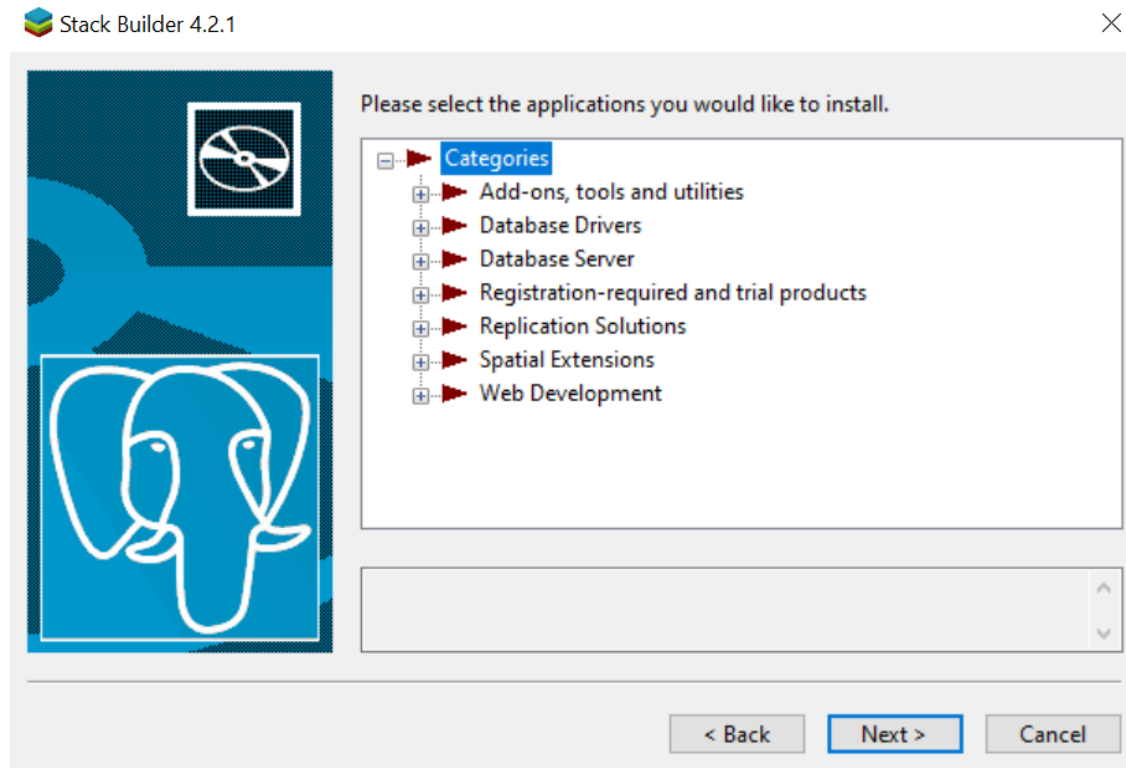 Stack Builder 4.2.1
Please select the applications you would like to install.
Categories
Add-ons, tools and utilities
Database Drivers
Database Server
Registration-required and trial products
Replication Solutions
Spatial Extensions
Web Development
< Back Next > Cancel